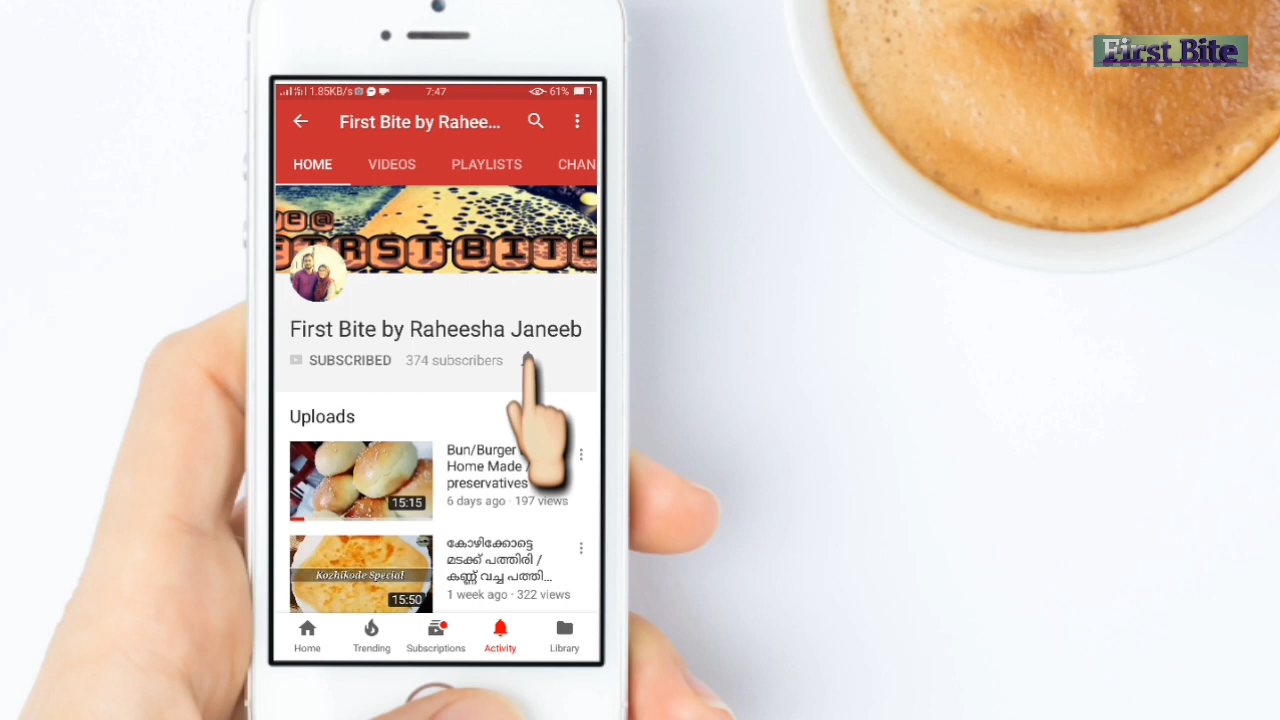 First Bite
1.85KB/s 7:47 61%
First Bite by Rahee...
HOME VIDEOS PLAYLISTS CHAN
FIRST BITE
First Bite by Raheesha Janeeb
SUBSCRIBED 374 subscribers
Uploads
Bun/Burger
Home Made /
preservatives
6 days ago · 197 views
15:15
കോഴിക്കോട്ടെ
മടക്ക് പത്തിരി /
കണ്ണ് വച്ച പത്തി...
1 week ago · 322 views
Kozhikode Special
15:50
Home Trending Subscriptions Activity Library